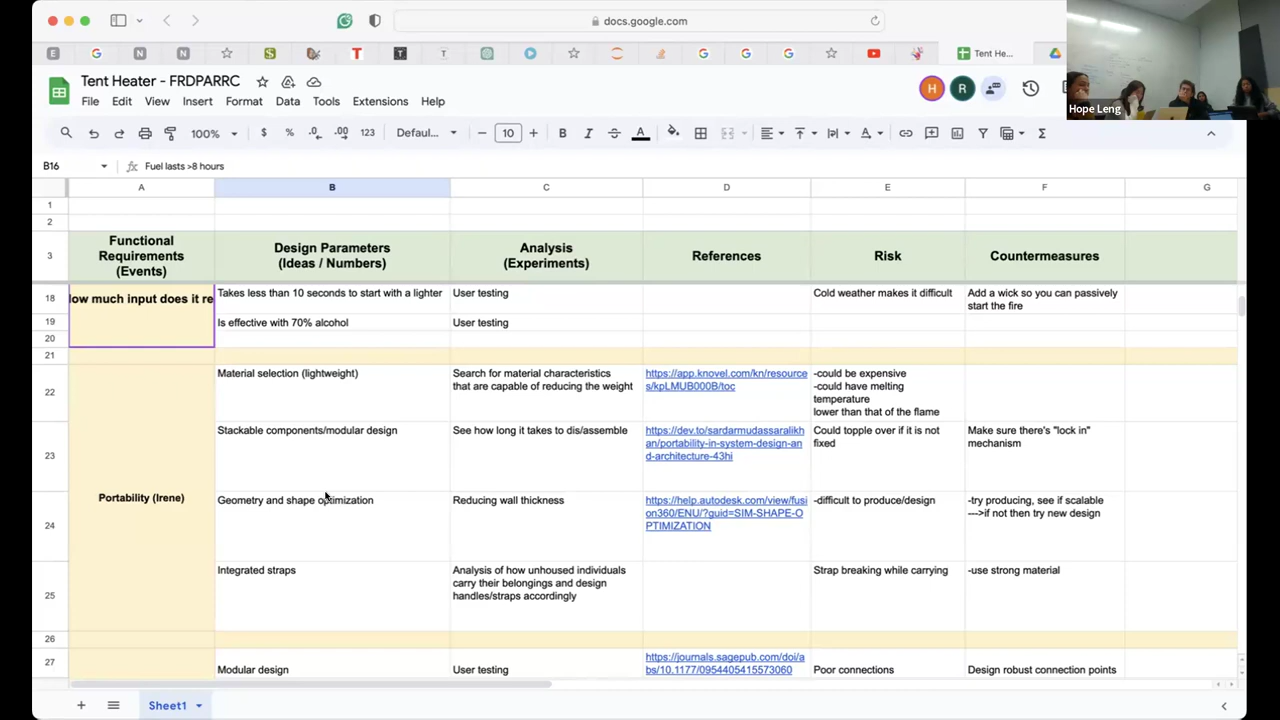 docs.google.com
Tent He...
Tent Heater - FRDPARRC
File Edit View Insert Format Data Tools Extensions Help
H R
Hope Leng
100% $ % .0 .00 123 Defaul... 10 B I S A
B16 fx Fuel lasts >8 hours
A B C D E F G
1
2
3
Functional
Requirements
(Events)
Design Parameters
(Ideas / Numbers)
Analysis
(Experiments)
References
Risk
Countermeasures
18
ow much input does it re
Takes less than 10 seconds to start with a lighter
User testing
Cold weather makes it difficult
Add a wick so you can passively
start the fire
19
Is effective with 70% alcohol
User testing
20
21
22
Material selection (lightweight)
Search for material characteristics
that are capable of reducing the weight
https://app.knovel.com/kn/resource
s/kpLMUB000B/toc
-could be expensive
-could have melting
temperature
lower than that of the flame
23
Stackable components/modular design
See how long it takes to dis/assemble
https://dev.to/sardarmudassaralikh
an/portability-in-system-design-an
d-architecture-43hi
Could topple over if it is not
fixed
Make sure there's "lock in"
mechanism
24
Portability (Irene)
Geometry and shape optimization
Reducing wall thickness
https://help.autodesk.com/view/fusi
on360/ENU/?guid=SIM-SHAPE-O
PTIMIZATION
-difficult to produce/design
-try producing, see if scalable
--->if not then try new design
25
Integrated straps
Analysis of how unhoused individuals
carry their belongings and design
handles/straps accordingly
Strap breaking while carrying
-use strong material
26
27
Modular design
User testing
https://journals.sagepub.com/doi/a
bs/10.1177/0954405415573060
Poor connections
Design robust connection points
Sheet1